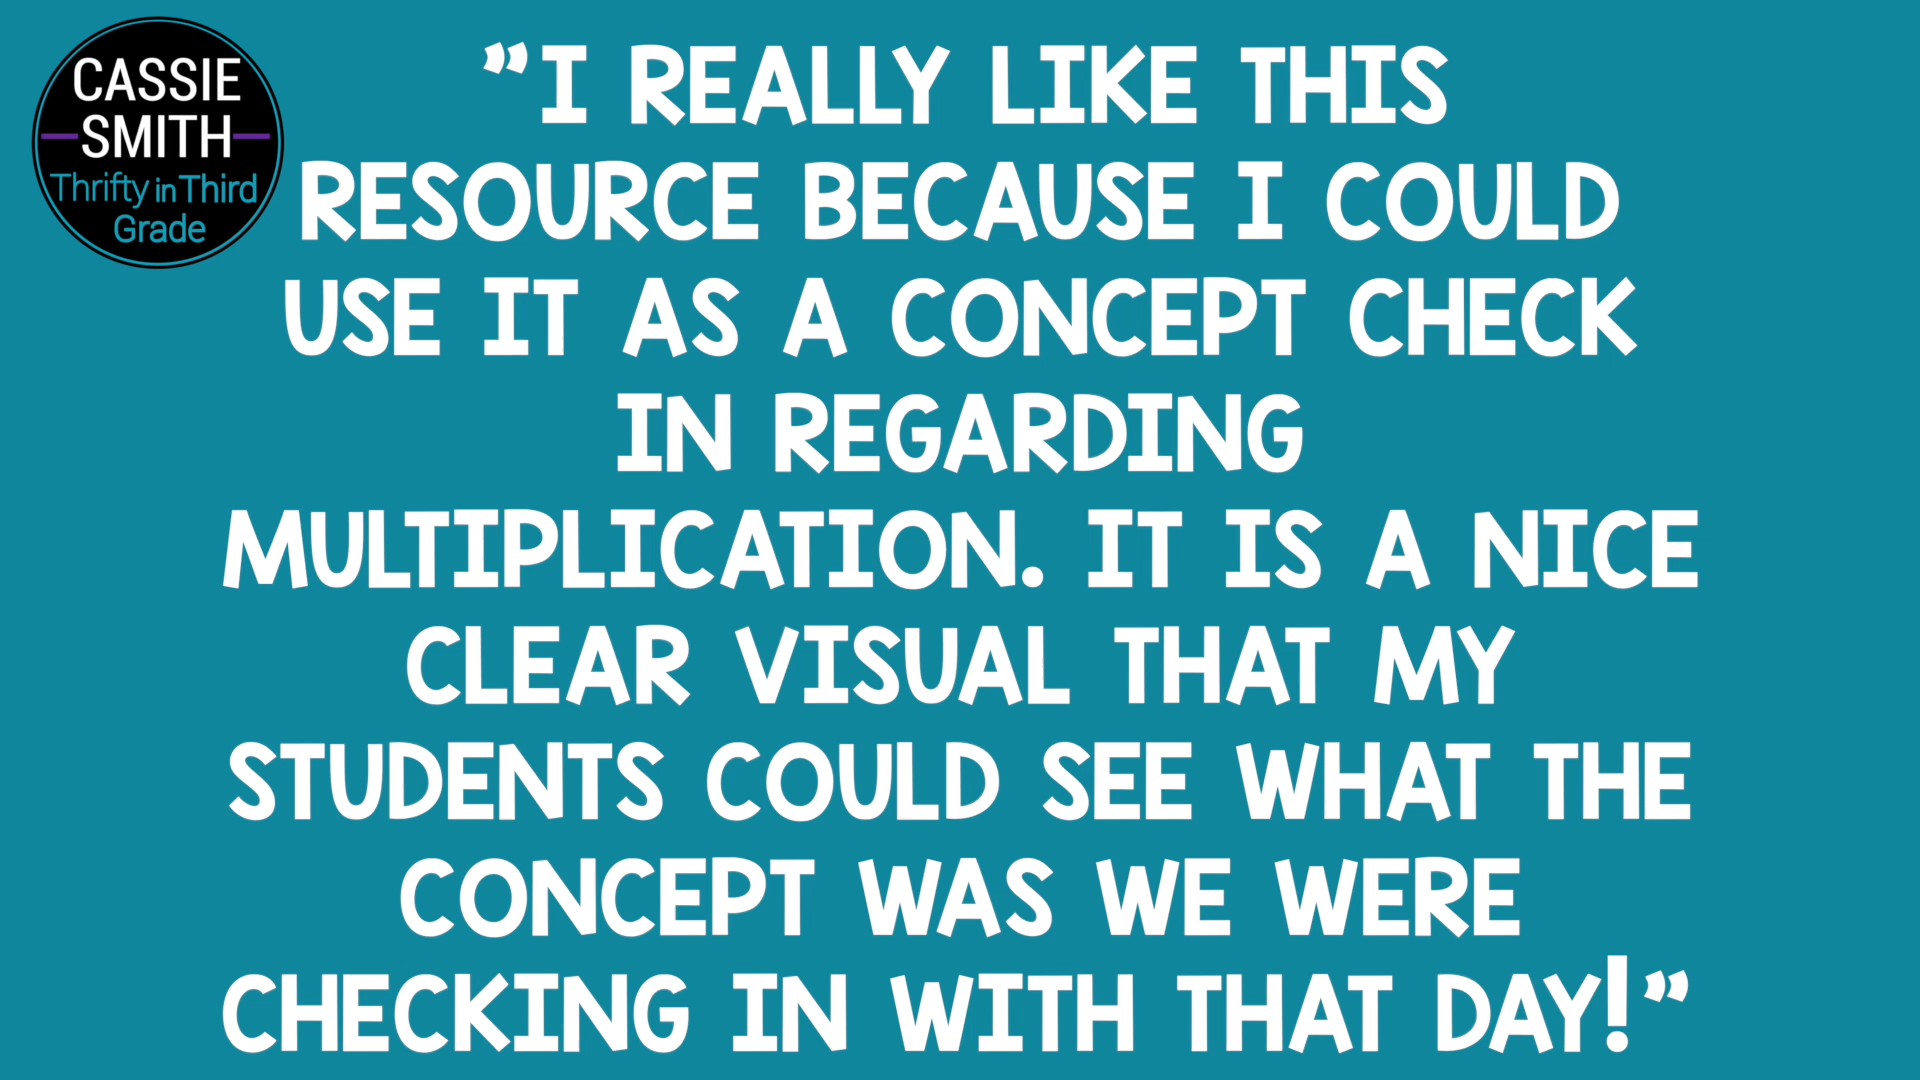 CASSIE
SMITH
Thrifty in Third
Grade
"I REALLY LIKE THIS
RESOURCE BECAUSE I COULD
USE IT AS A CONCEPT CHECK
IN REGARDING
MULTIPLICATION. IT IS A NICE
CLEAR VISUAL THAT MY
STUDENTS COULD SEE WHAT THE
CONCEPT WAS WE WERE
CHECKING IN WITH THAT DAY!"